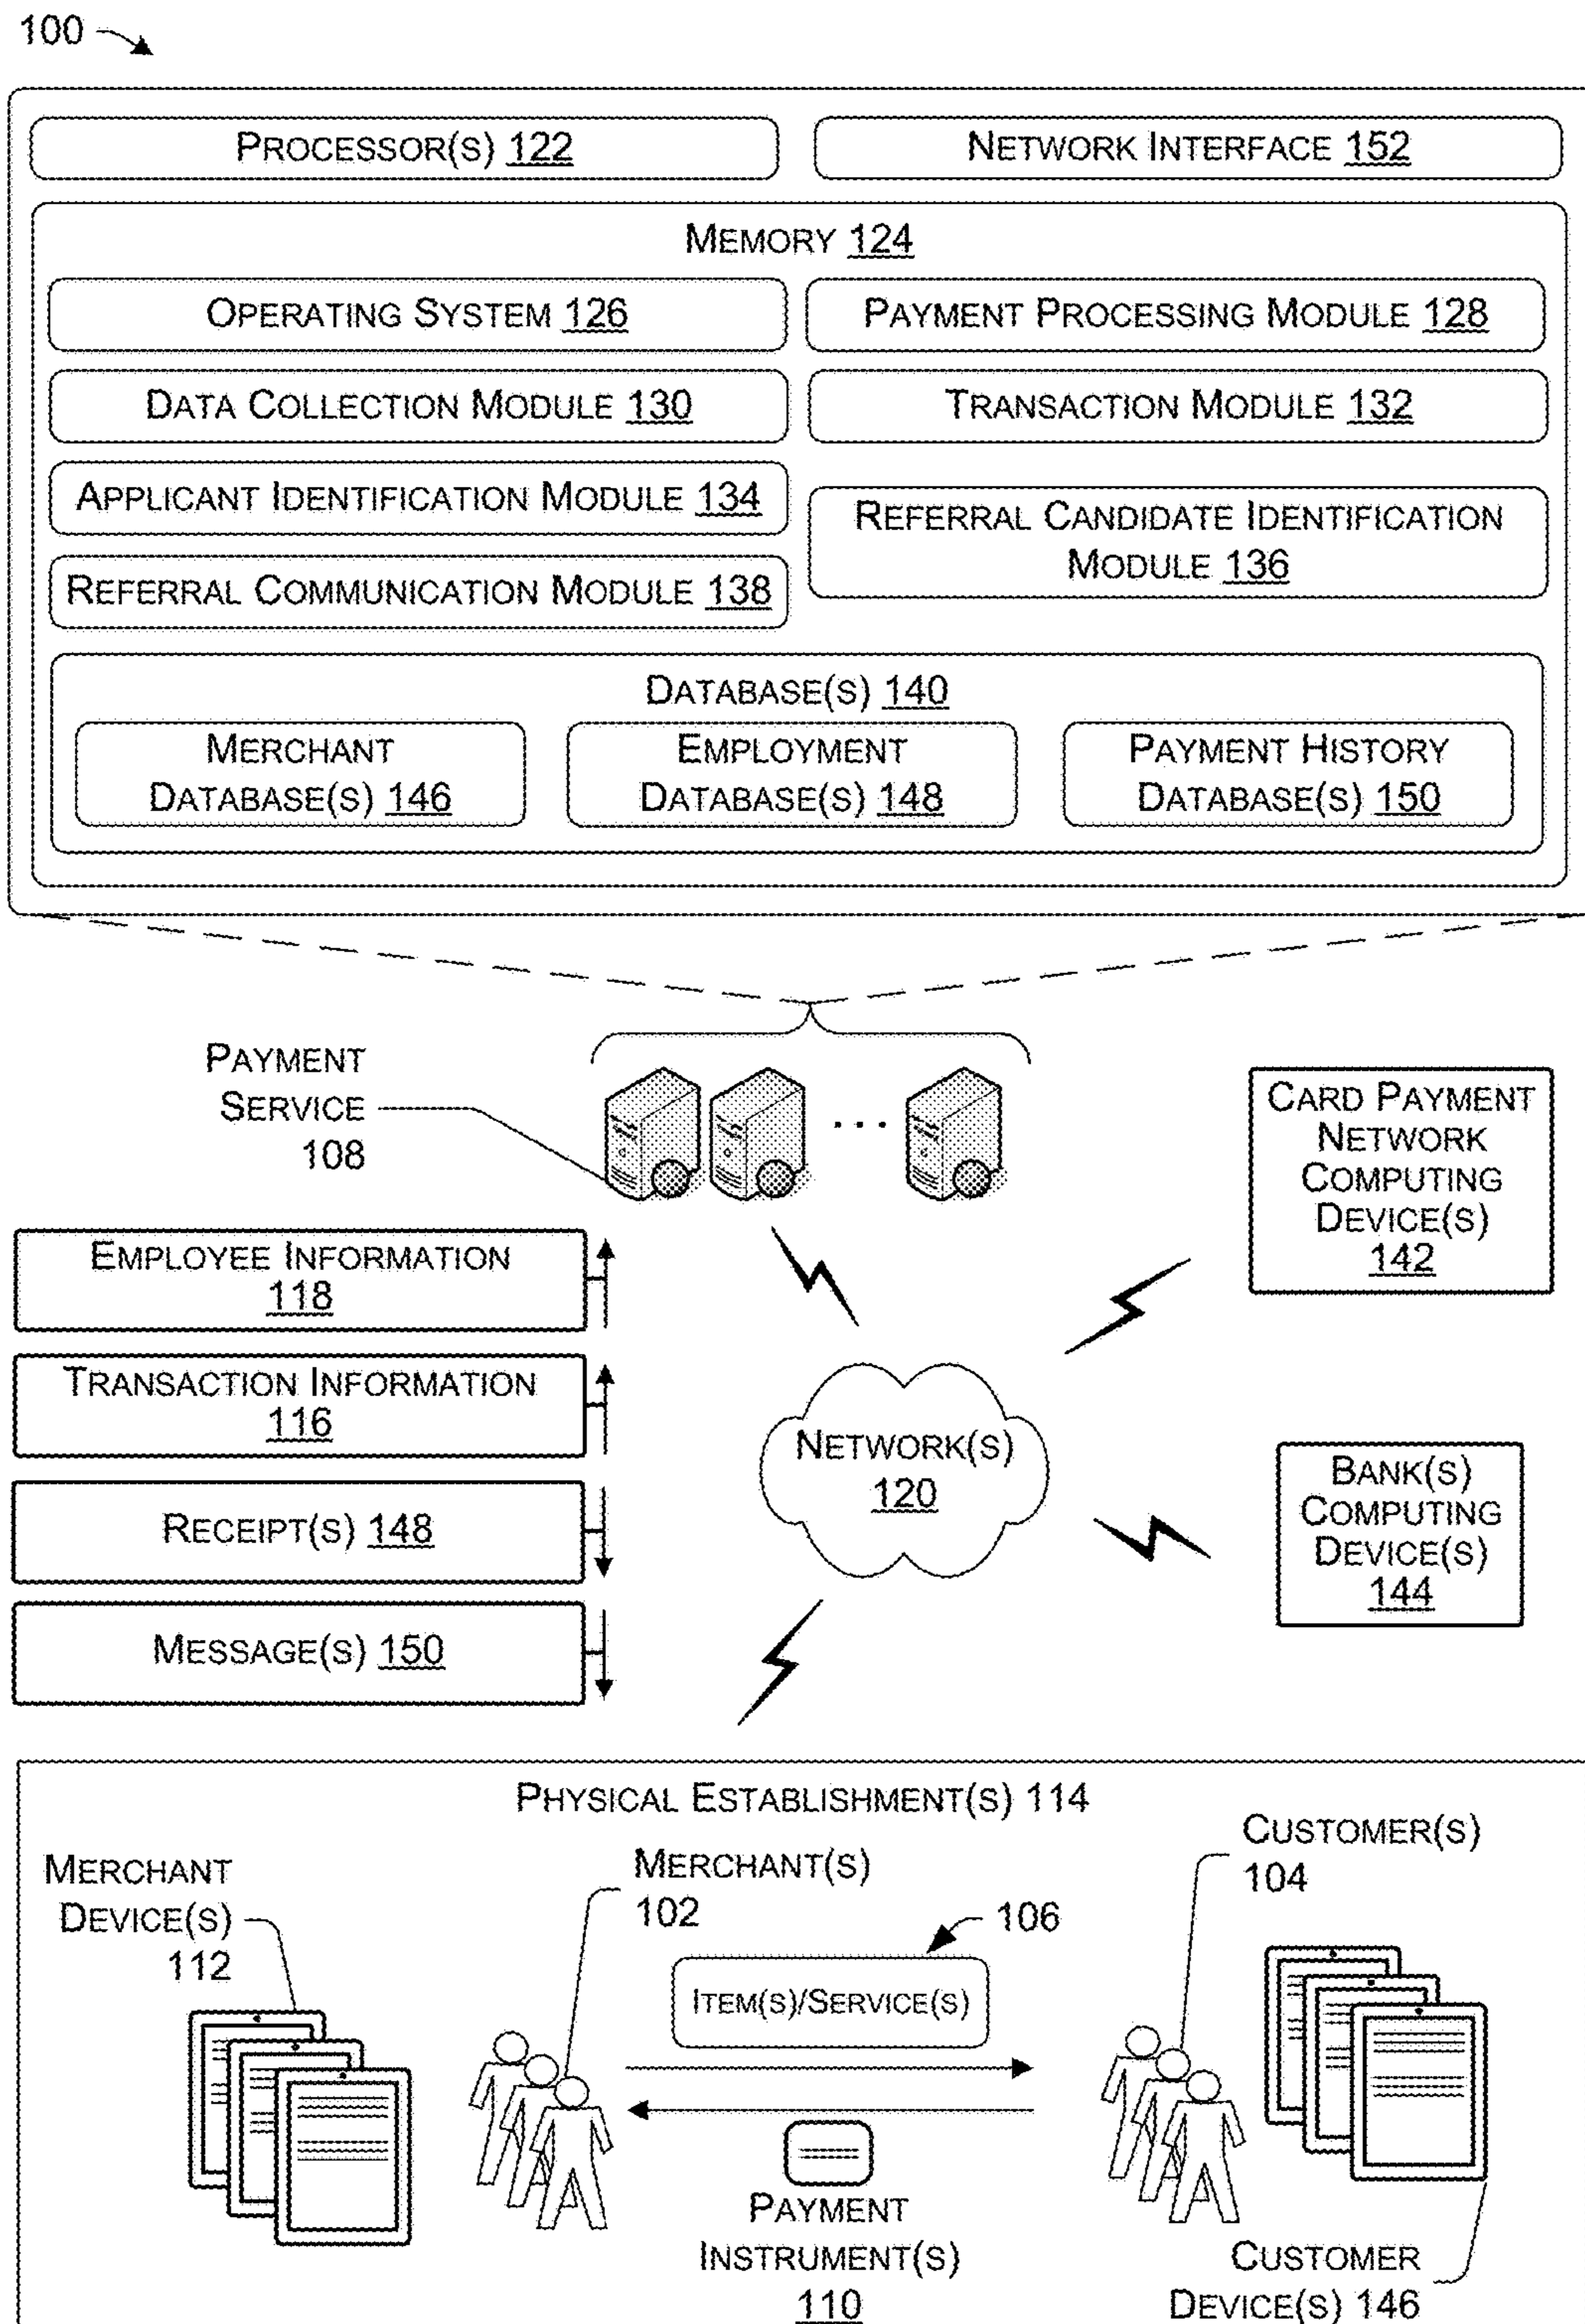 100
PROCESSOR(S) 122
NETWORK INTERFACE 152
MEMORY 124
OPERATING SYSTEM 126
PAYMENT PROCESSING MODULE 128
DATA COLLECTION MODULE 130
TRANSACTION MODULE 132
APPLICANT IDENTIFICATION MODULE 134
REFERRAL CANDIDATE IDENTIFICATION
MODULE 136
REFERRAL COMMUNICATION MODULE 138
DATABASE(S) 140
MERCHANT
DATABASE(S) 146
EMPLOYMENT
DATABASE(S) 148
PAYMENT HISTORY
DATABASE(S) 150
PAYMENT
SERVICE
108
...
CARD PAYMENT
NETWORK
COMPUTING
DEVICE(S)
142
EMPLOYEE INFORMATION
118
TRANSACTION INFORMATION
116
RECEIPT(S) 148
MESSAGE(S) 150
NETWORK(S)
120
BANK(S)
COMPUTING
DEVICE(S)
144
PHYSICAL ESTABLISHMENT(S) 114
MERCHANT
DEVICE(S)
112
MERCHANT(S)
102
106
ITEM(S)/SERVICE(S)
CUSTOMER(S)
104
PAYMENT
INSTRUMENT(S)
110
CUSTOMER
DEVICE(S) 146